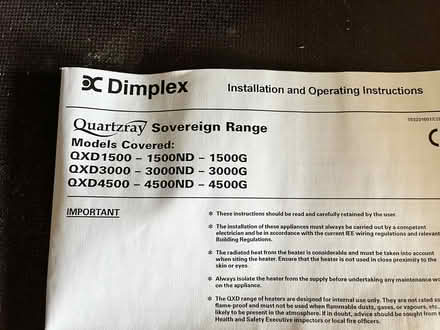 Dimplex
Installation and Operating Instructions
Quartzray Sovereign Range
Models Covered:
QXD1500 – 1500ND – 1500G
QXD3000 – 3000ND – 3000G
QXD4500 – 4500ND – 4500G
IMPORTANT
* These instructions should be read and carefully retained by the user.
* The installation of these appliances must always be carried out by a competent
electrician and be in accordance with the current IEE wiring regulations and relevant
Building Regulations.
* The radiated heat from the heater is considerable and must be taken into account
when siting the heater. Ensure that the heater is not used in close proximity to the
skin or eyes
* Always isolate the heater from the supply before undertaking any maintenance wo
on the appliance.
* The QXD range of heaters are designed for internal use only. They are not rated as
flame-proof and must not be used when flammable dusts, gases, or vapours, etc.,
likely to be present in the atmosphere. If in doubt, advice should be sought from
Health and Safety Executive inspectors or local fire officers.